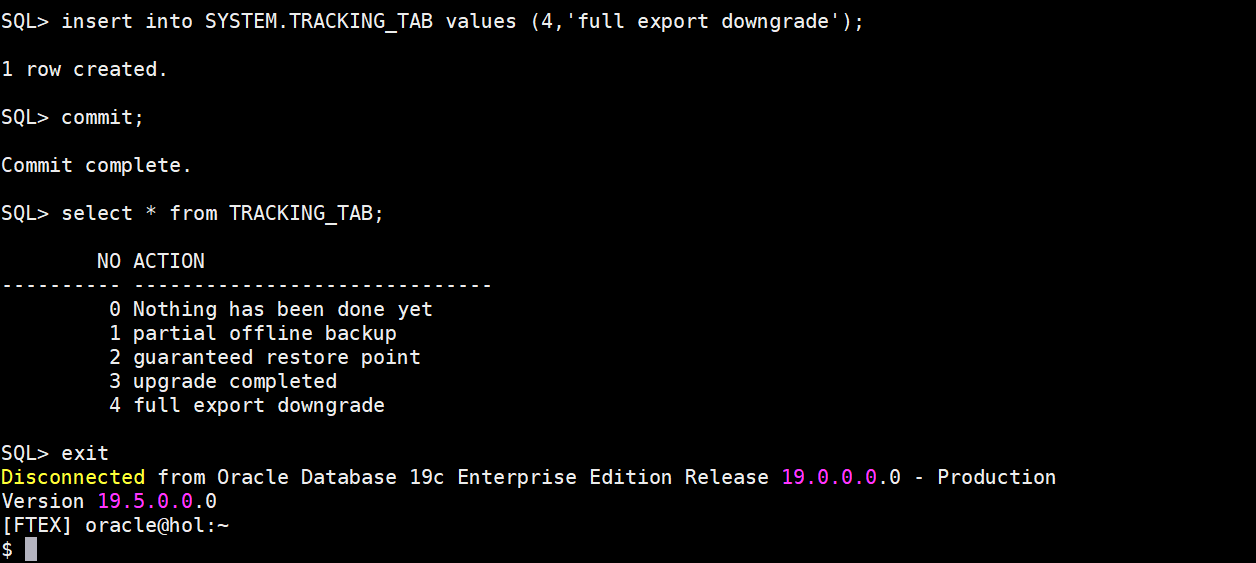 SQL> insert into SYSTEM.TRACKING_TAB values (4,'full export downgrade');
1 row created.
SQL> commit;
Commit complete.
SQL> select * from TRACKING_TAB;
        NO ACTION
---------- ------------------------------
         0 Nothing has been done yet
         1 partial offline backup
         2 guaranteed restore point
         3 upgrade completed
         4 full export downgrade
SQL> exit
Disconnected from Oracle Database 19c Enterprise Edition Release 19.0.0.0.0 - Production
Version 19.5.0.0.0
[FTEX] oracle@hol:~
$